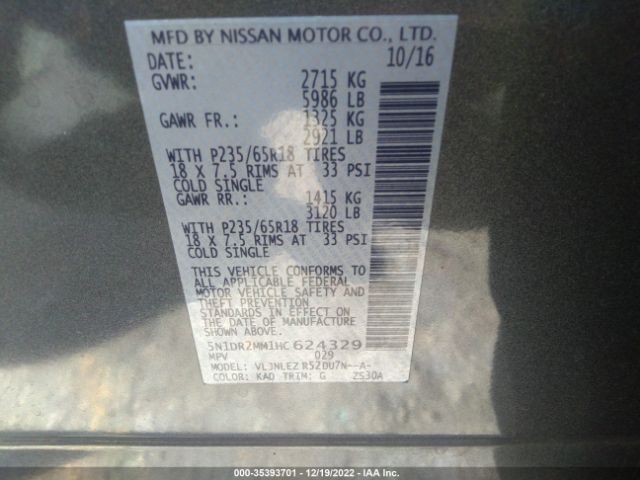 MFD BY NISSAN MOTOR CO., LTD.
DATE: 10/16
GVWR: 2715 KG
5986 LB
GAWR FR.: 1325 KG
2921 LB
WITH P235/65R18 TIRES
18 X 7.5 RIMS AT 33 PSI
COLD SINGLE
GAWR RR.: 1415 KG
3120 LB
WITH P235/65R18 TIRES
18 X 7.5 RIMS AT 33 PSI
COLD SINGLE
THIS VEHICLE CONFORMS TO
ALL APPLICABLE FEDERAL
MOTOR VEHICLE SAFETY AND
THEFT PREVENTION
STANDARDS IN EFFECT ON
THE DATE OF MANUFACTURE
SHOWN ABOVE.
5N1DR2MM1HC624329
MPV 029
MODEL: VLJNLEZ R52DU7N--A-
COLOR: KAD TRIM: G ZS30A
000-35393701 - 12/19/2022 - IAA Inc.